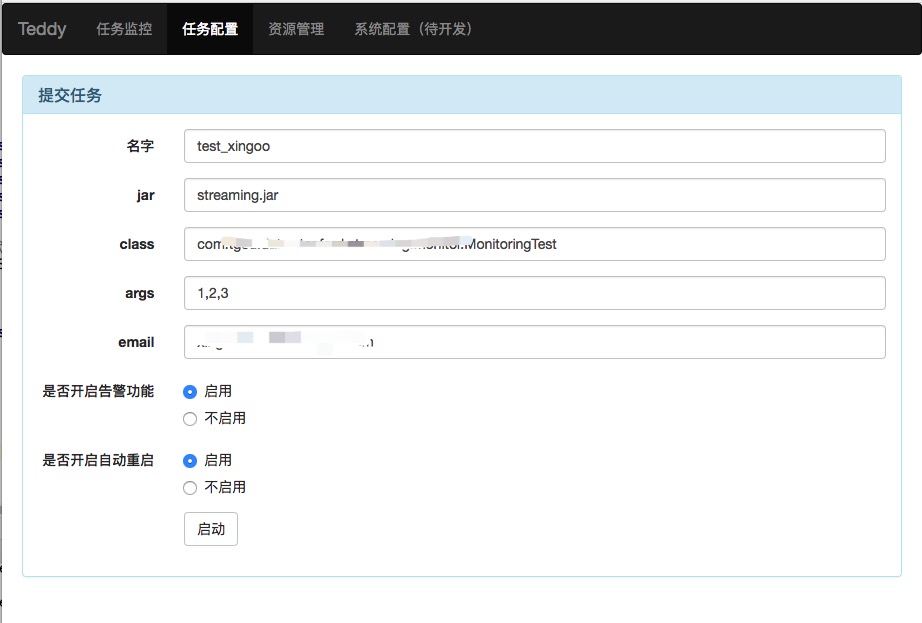 Teddy 任务监控 任务配置 资源管理 系统配置（待开发）
提交任务
名字 test_xingoo
jar streaming.jar
class MonitoringTest
args 1,2,3
email
是否开启告警功能 启用
不启用
是否开启自动重启 启用
不启用
启动